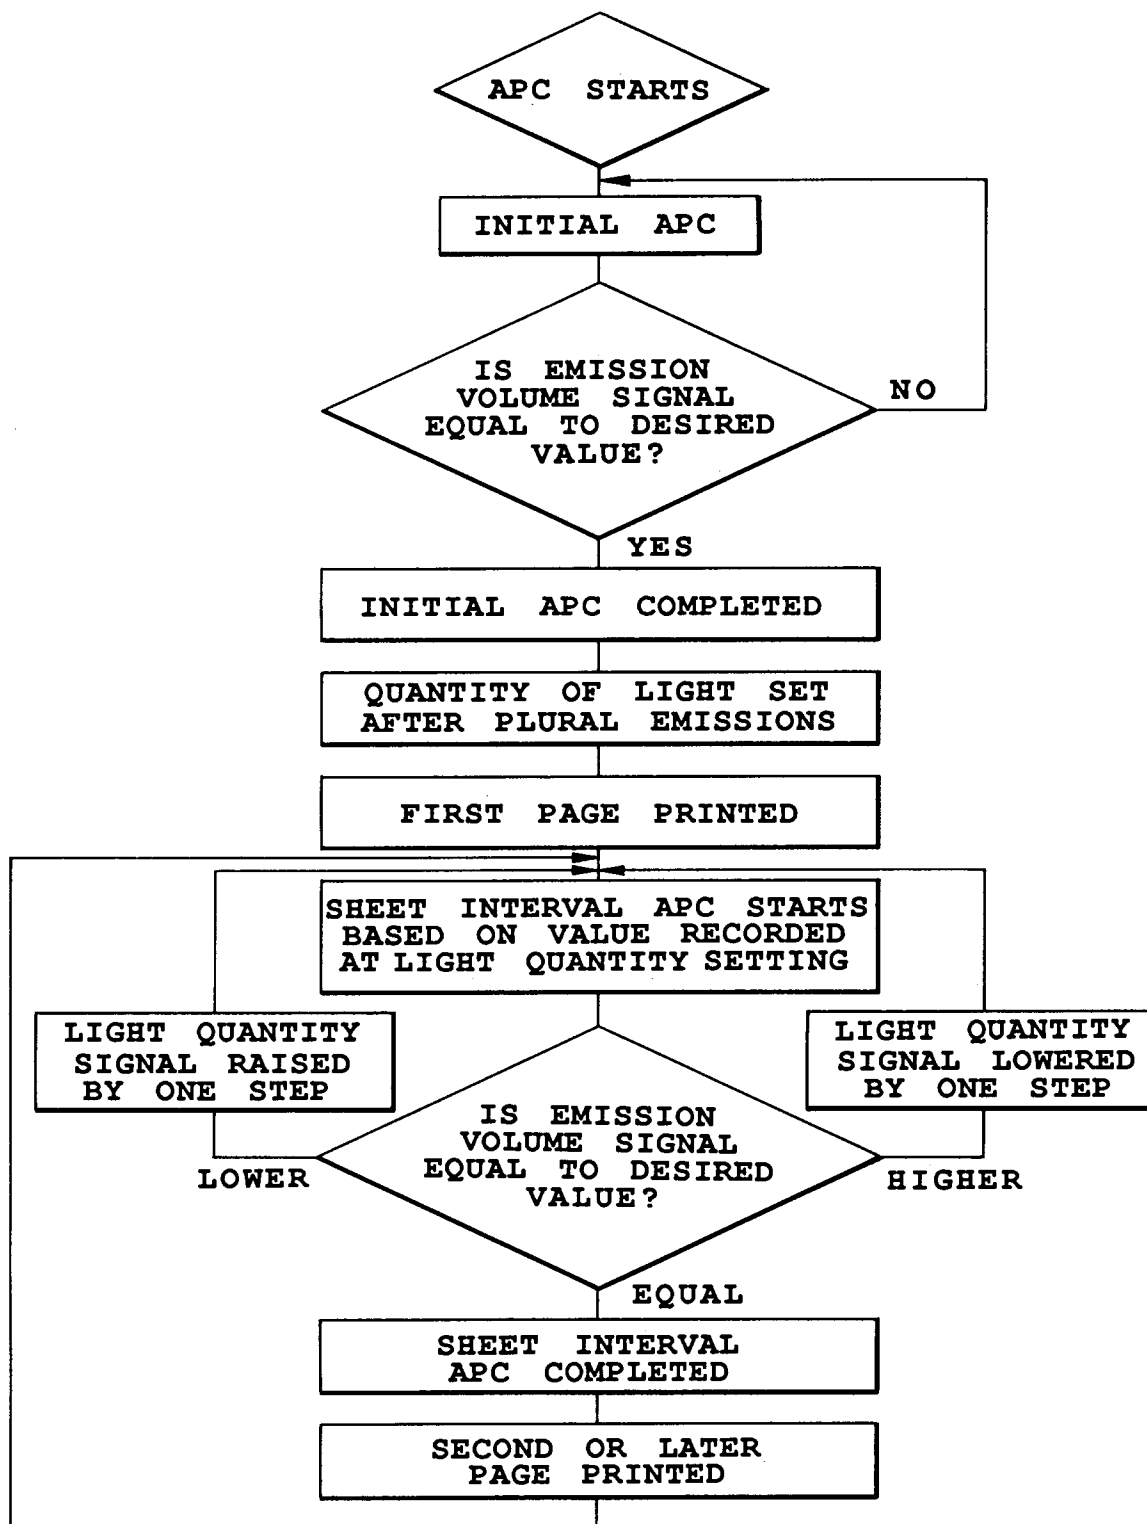 APC STARTS
INITIAL APC
IS EMISSION
VOLUME SIGNAL
EQUAL TO DESIRED
VALUE?
NO
YES
INITIAL APC COMPLETED
QUANTITY OF LIGHT SET
AFTER PLURAL EMISSIONS
FIRST PAGE PRINTED
SHEET INTERVAL APC STARTS
BASED ON VALUE RECORDED
AT LIGHT QUANTITY SETTING
LIGHT QUANTITY
SIGNAL RAISED
BY ONE STEP
LIGHT QUANTITY
SIGNAL LOWERED
BY ONE STEP
IS EMISSION
VOLUME SIGNAL
EQUAL TO DESIRED
VALUE?
LOWER
HIGHER
EQUAL
SHEET INTERVAL
APC COMPLETED
SECOND OR LATER
PAGE PRINTED